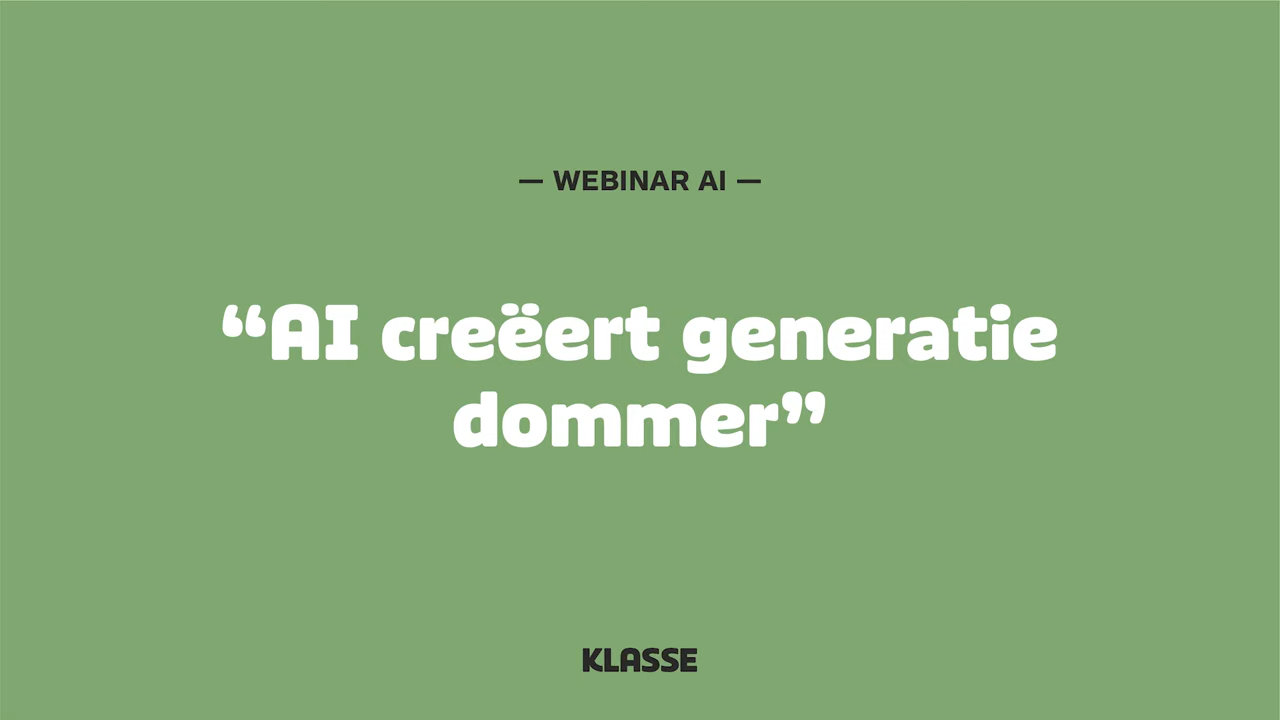 — WEBINAR AI —
“AI creëert generatie
dommer”
KLASSE